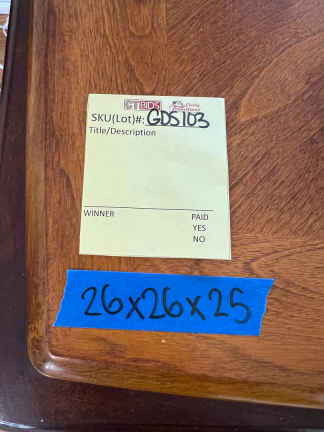 CTBIDS
SKU(Lot)#: GDS103
Title/Description
WINNER PAID
YES
NO
26x26x25